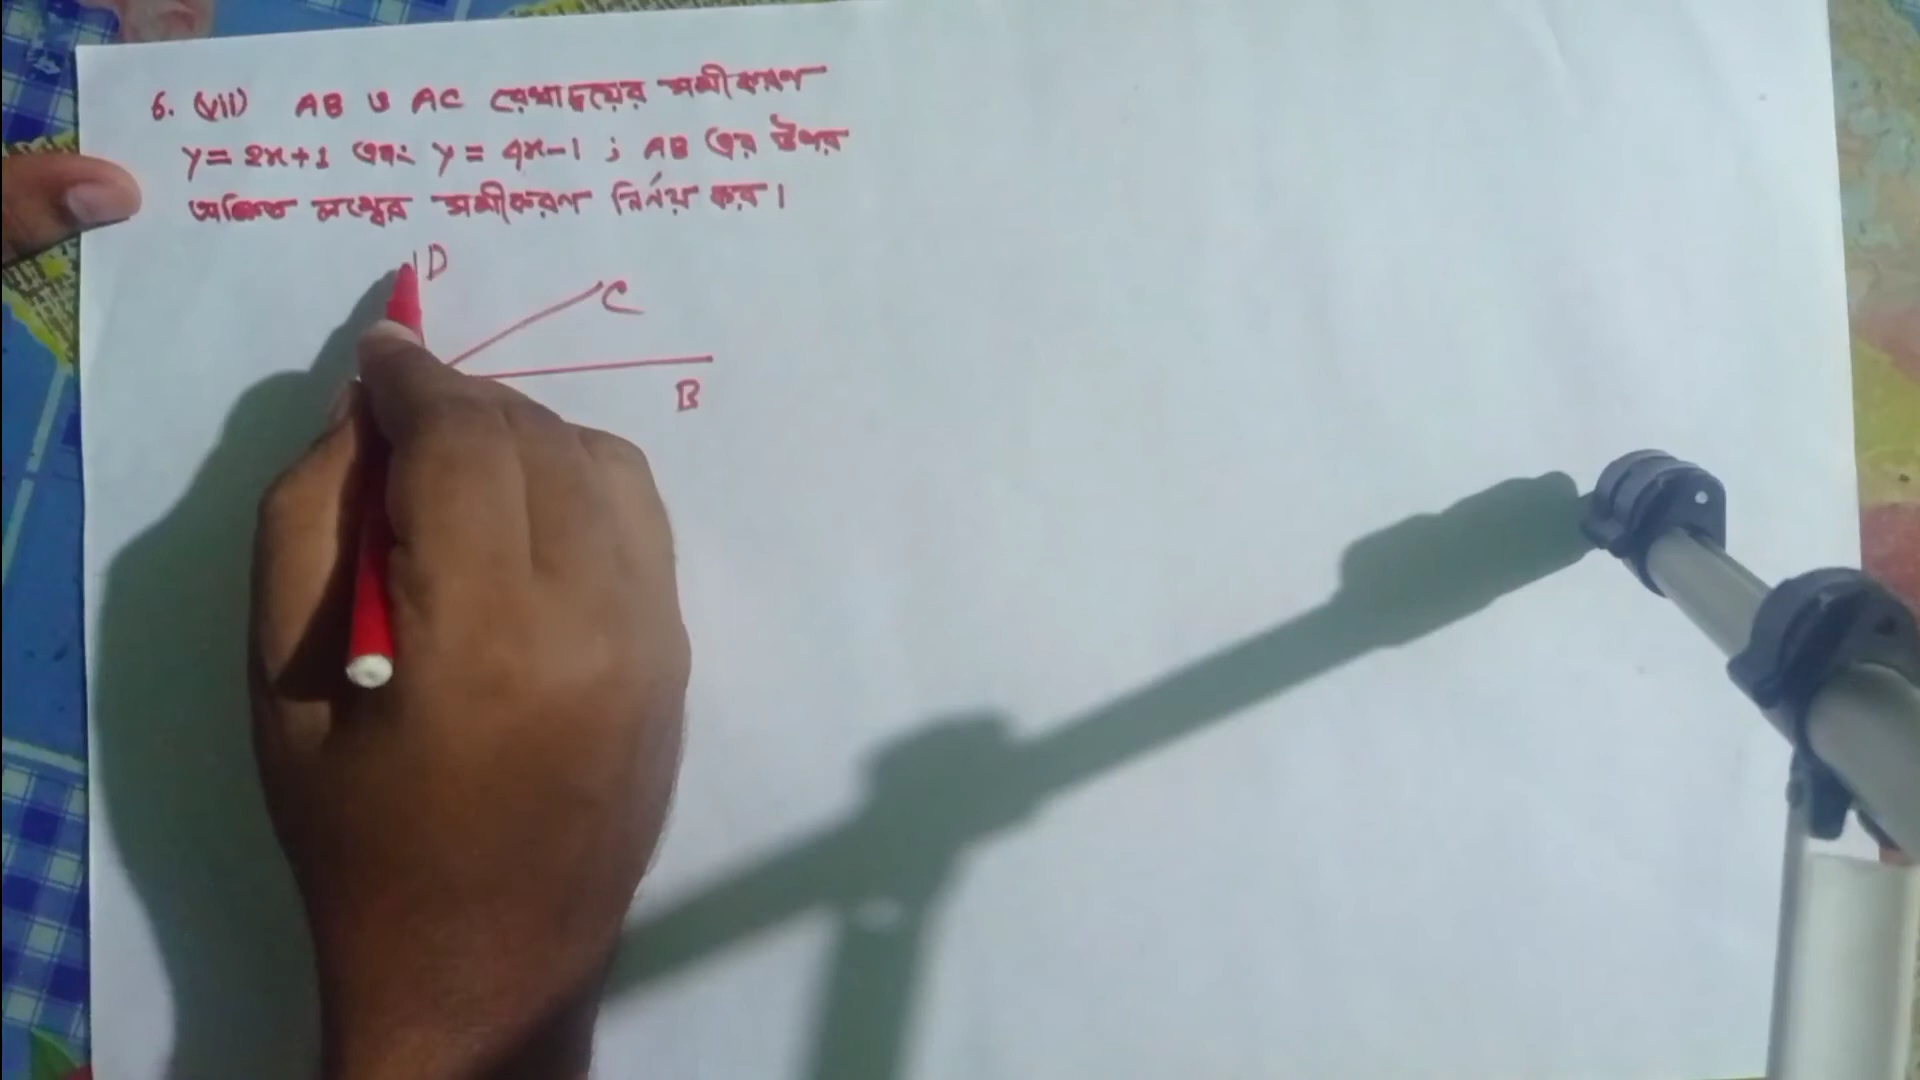 6. (vii) AB ও AC রেখাদ্বয়ের সমীকরণ
y = 2x+1 এবং y = 4x-1 ; AB এর উপর
অঙ্কিত লম্বের সমীকরণ নির্ণয় কর।
D
C
B